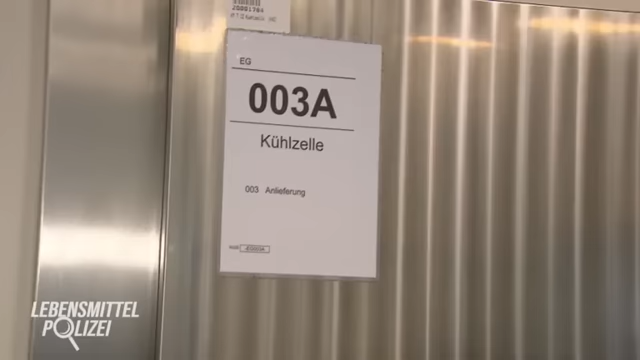 EG
003A
Kühlzelle
003 Anlieferung
LEBENSMITTEL
POLIZEI